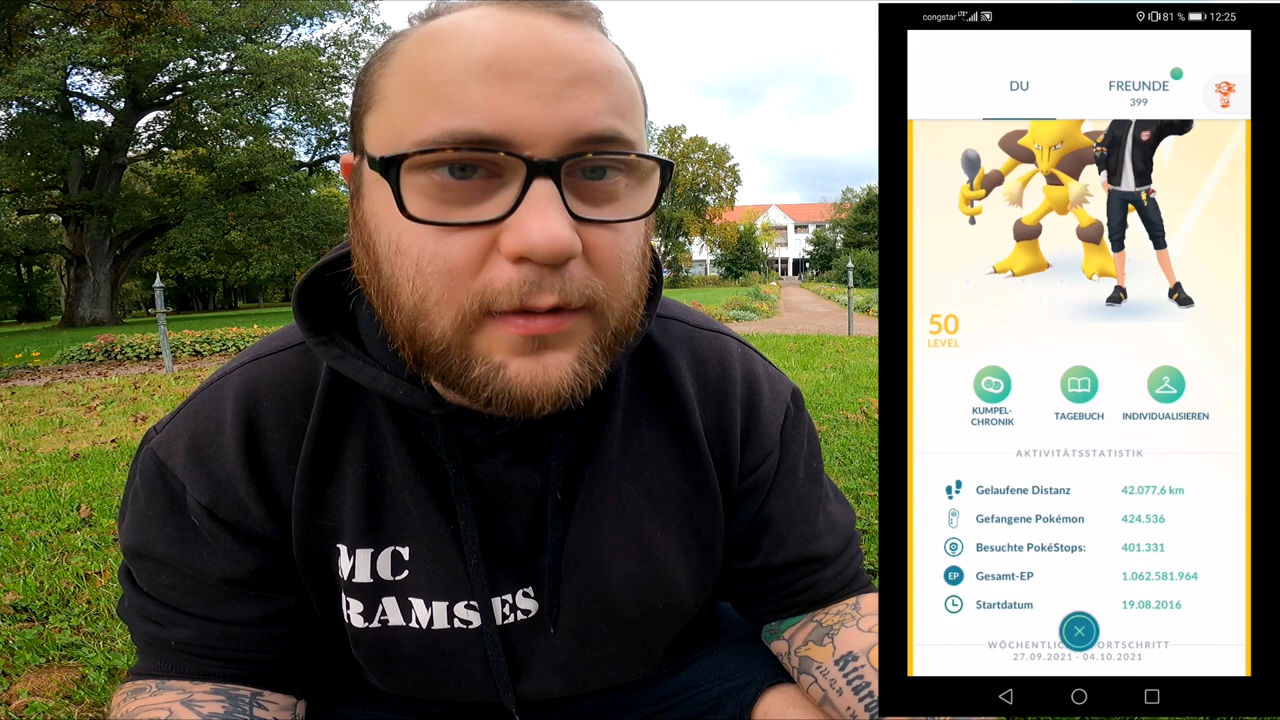 MC
RAMSES
congstar
LTE+
81 %
12:25
DU
FREUNDE
399
50
LEVEL
KUMPEL-
CHRONIK
TAGEBUCH
INDIVIDUALISIEREN
AKTIVITÄTSSTATISTIK
Gelaufene Distanz 42.077,6 km
Gefangene Pokémon 424.536
Besuchte PokéStops: 401.331
EP Gesamt-EP 1.062.581.964
Startdatum 19.08.2016
27.09.2021 - 04.10.2021